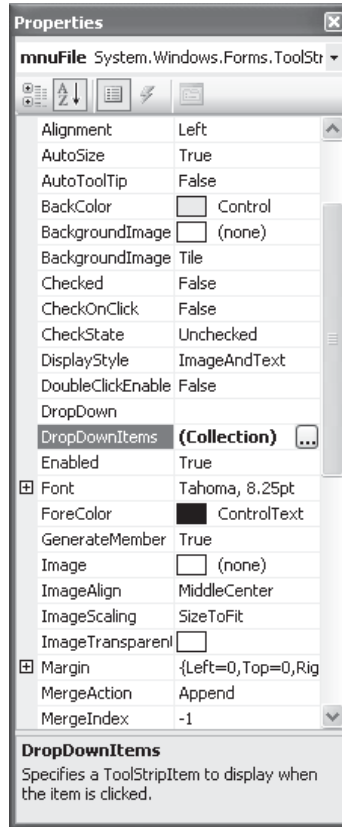 Properties
mnuFile System.Windows.Forms.ToolStr
Alignment Left
AutoSize True
AutoToolTip False
BackColor Control
BackgroundImage (none)
BackgroundImage Tile
Checked False
CheckOnClick False
CheckState Unchecked
DisplayStyle ImageAndText
DoubleClickEnable False
DropDown
DropDownItems (Collection) ...
Enabled True
Font Tahoma, 8.25pt
ForeColor ControlText
GenerateMember True
Image (none)
ImageAlign MiddleCenter
ImageScaling SizeToFit
ImageTransparenl
Margin {Left=0,Top=0,Rig
MergeAction Append
MergeIndex -1
DropDownItems
Specifies a ToolStripItem to display when
the item is clicked.